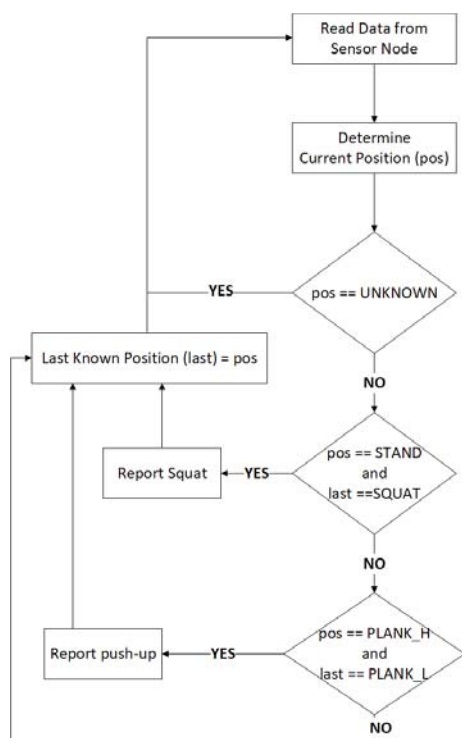 Read Data from
Sensor Node
Determine
Current Position (pos)
YES
pos == UNKNOWN
Last Known Position (last) = pos
NO
Report Squat
YES
pos == STAND
and
last ==SQUAT
NO
Report push-up
YES
pos == PLANK_H
and
last == PLANK_L
NO